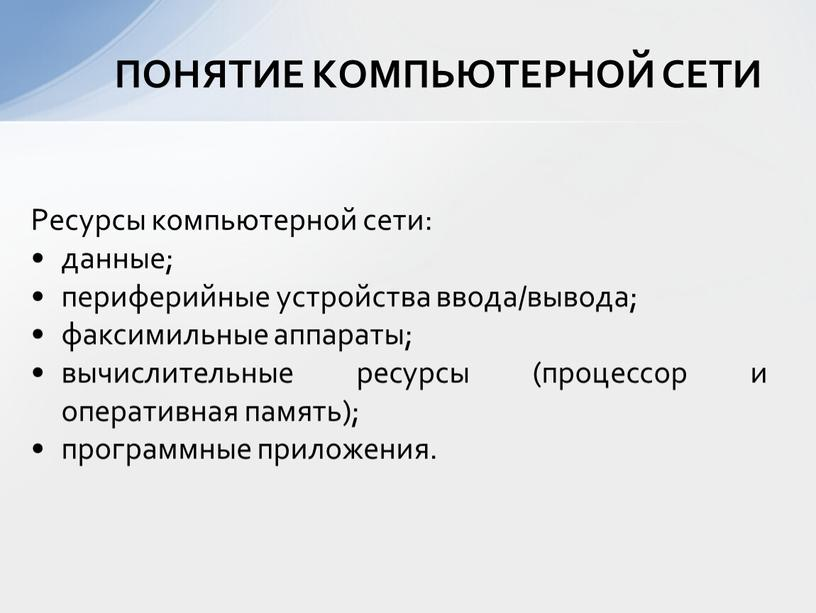 ПОНЯТИЕ КОМПЬЮТЕРНОЙ СЕТИ
Ресурсы компьютерной сети:
• данные;
• периферийные устройства ввода/вывода;
• факсимильные аппараты;
• вычислительные ресурсы (процессор и
оперативная память);
• программные приложения.